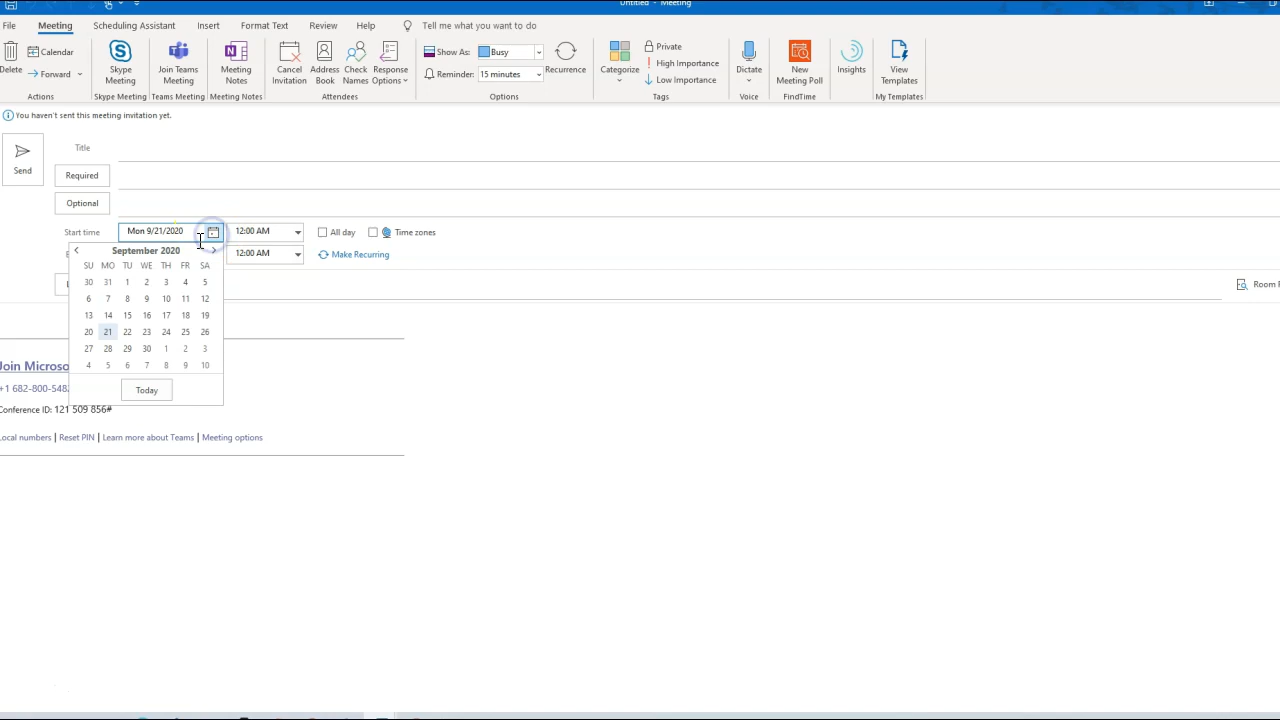 Untitled - Meeting
File Meeting Scheduling Assistant Insert Format Text Review Help Tell me what you want to do
Delete
Calendar
Forward
Actions
Skype
Meeting
Skype Meeting
Join Teams
Meeting
Teams Meeting
Meeting
Notes
Meeting Notes
Cancel
Invitation
Address
Book
Check
Names
Response
Options
Attendees
Show As: Busy
Reminder: 15 minutes
Recurrence
Options
Categorize
Private
High Importance
Low Importance
Tags
Dictate
Voice
New
Meeting Poll
FindTime
Insights
View
Templates
My Templates
You haven't sent this meeting invitation yet.
Send
Title
Required
Optional
Start time Mon 9/21/2020 12:00 AM All day Time zones
12:00 AM Make Recurring
Room
September 2020
SU MO TU WE TH FR SA
30 31 1 2 3 4 5
6 7 8 9 10 11 12
13 14 15 16 17 18 19
20 21 22 23 24 25 26
27 28 29 30 1 2 3
4 5 6 7 8 9 10
Today
Join Microso
+1 682-800-548
Conference ID: 121 509 856#
Local numbers | Reset PIN | Learn more about Teams | Meeting options